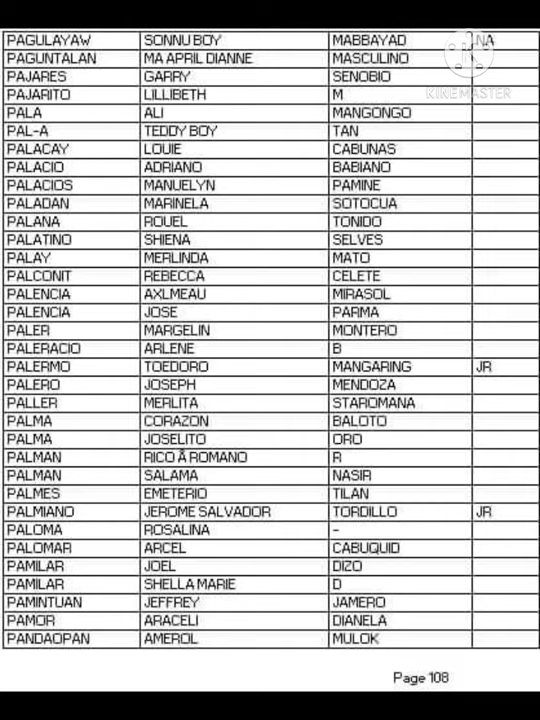 PAGULAYAW SONNU BOY MABBAYAD NA
PAGUNTALAN MA APRIL DIANNE MASCULINO
PAJARES GARRY SENOBIO
PAJARITO LILLIBETH M
KINEMASTER
PALA ALI MANGONGO
PAL-A TEDDY BOY TAN
PALACAY LOUIE CABUNAS
PALACIO ADRIANO BABIANO
PALACIOS MANUELYN PAMINE
PALADAN MARINELA SOTOCUA
PALANA ROUEL TONIDO
PALATINO SHIENA SELVES
PALAY MERLINDA MATO
PALCONIT REBECCA CELETE
PALENCIA AXLMEAU MIRASOL
PALENCIA JOSE PARMA
PALER MARGELIN MONTERO
PALERACIO ARLENE B
PALERMO TOEDORO MANGARING JR
PALERO JOSEPH MENDOZA
PALLER MERLITA STAROMANA
PALMA CORAZON BALOTO
PALMA JOSELITO ORO
PALMAN RICO Â ROMANO R
PALMAN SALAMA NASIR
PALMES EMETERIO TILAN
PALMIANO JEROME SALVADOR TORDILLO JR
PALOMA ROSALINA -
PALOMAR ARCEL CABUQUID
PAMILAR JOEL DIZO
PAMILAR SHELLA MARIE D
PAMINTUAN JEFFREY JAMERO
PAMOR ARACELI DIANELA
PANDAOPAN AMEROL MULOK
Page 108